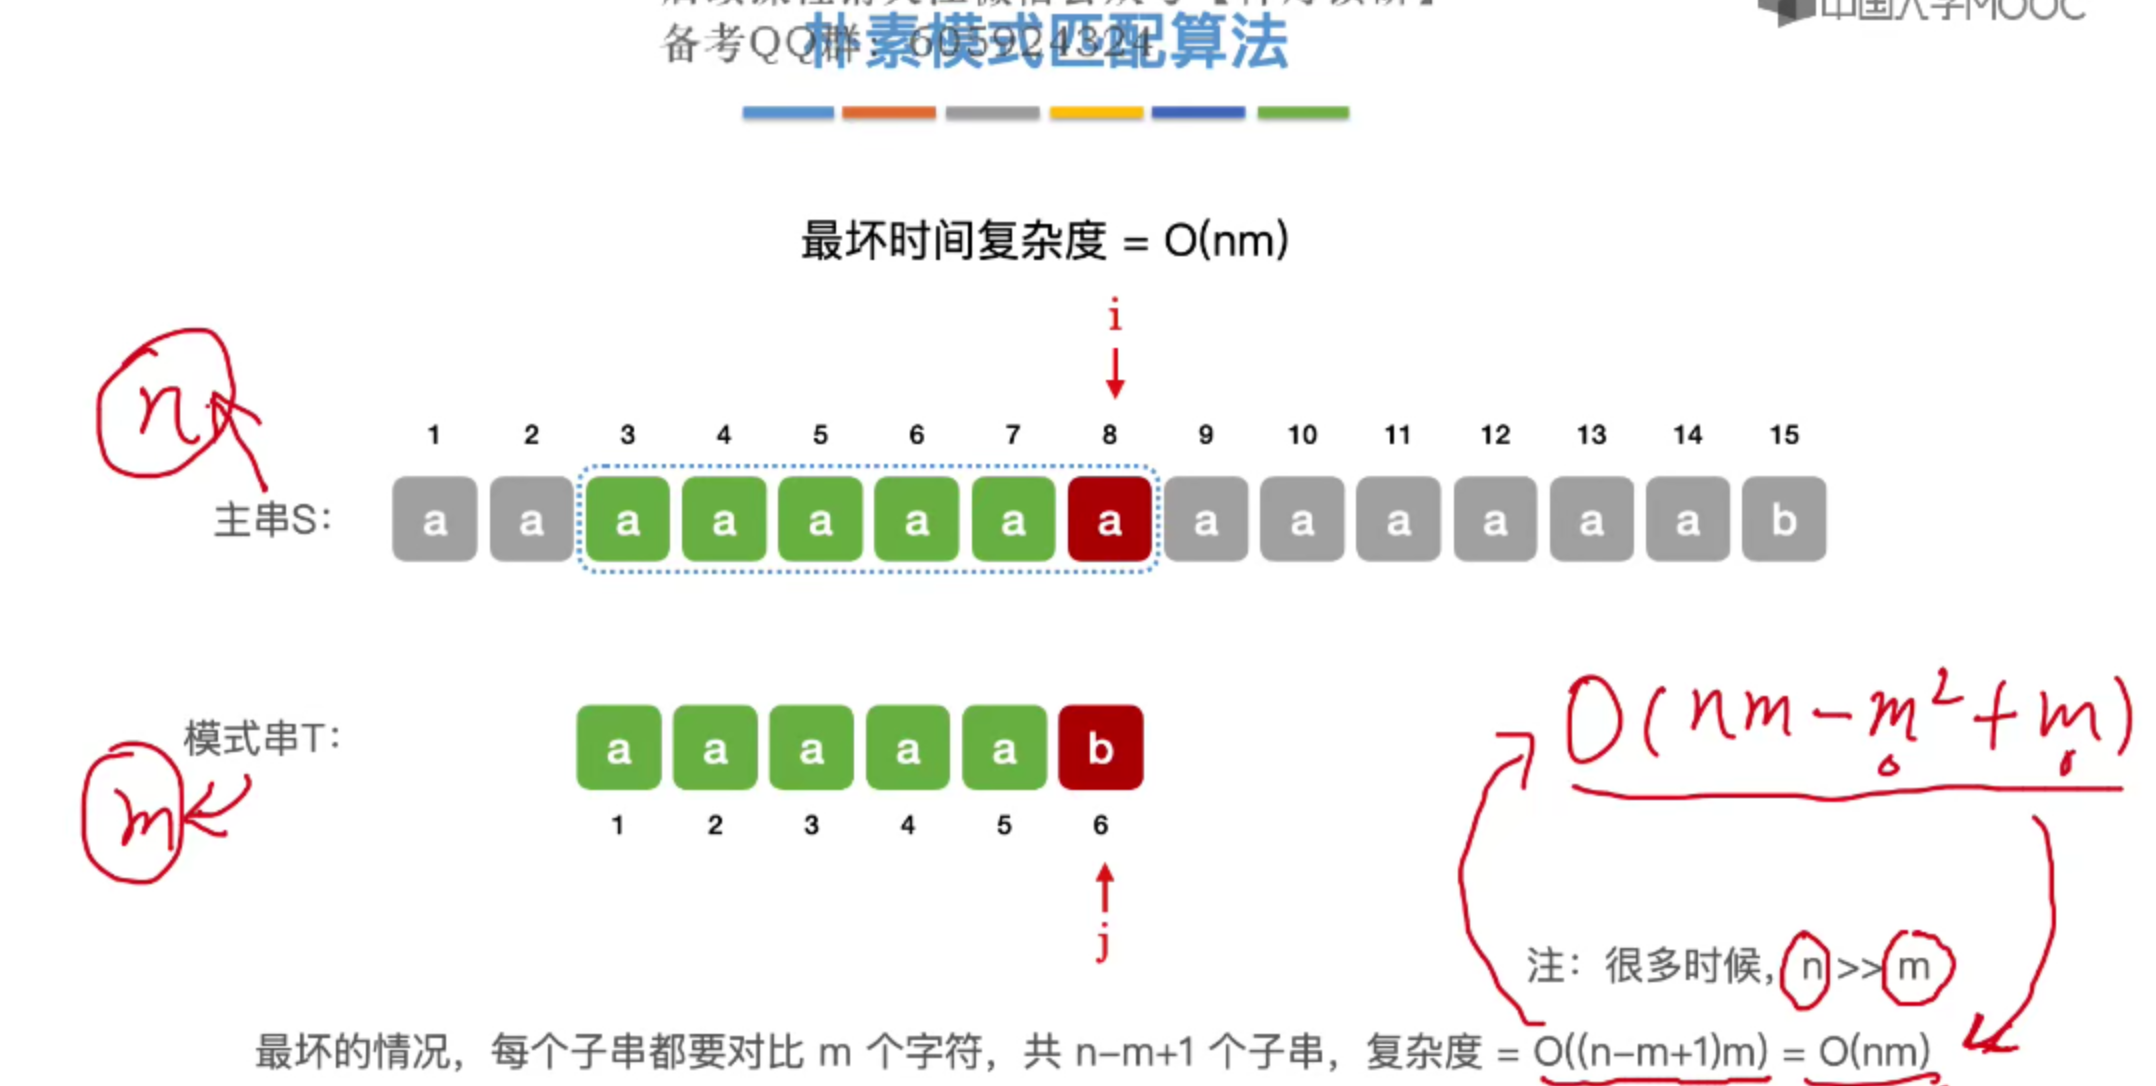 备考QQ群：605924324
朴素模式匹配算法
中国大学MOOC
最坏时间复杂度 = O(nm)
i
n
1 2 3 4 5 6 7 8 9 10 11 12 13 14 15
主串S：
a a a a a a a a a a a a a a b
O(nm-m²+m)
模式串T：
a a a a a b
m
1 2 3 4 5 6
j
注：很多时候，n >> m
最坏的情况，每个子串都要对比 m 个字符，共 n-m+1 个子串，复杂度 = O((n-m+1)m) = O(nm)